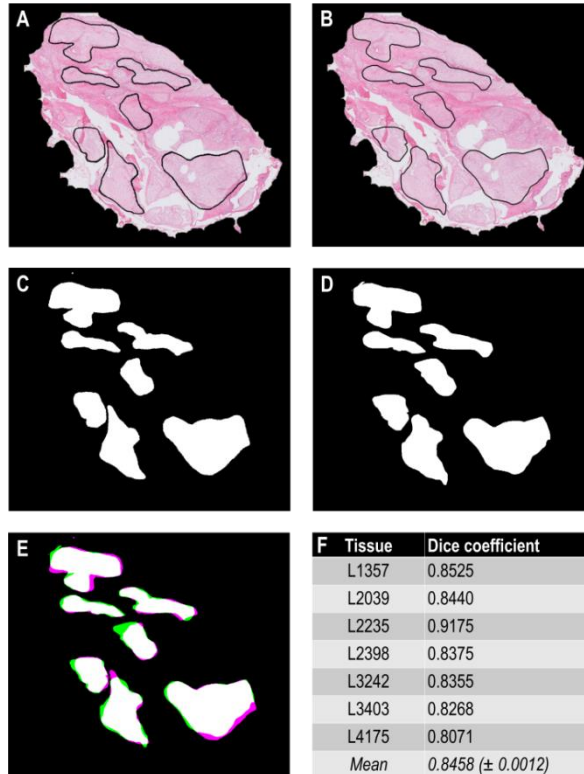 A
B
C
D
E
F Tissue Dice coefficient
L1357 0.8525
L2039 0.8440
L2235 0.9175
L2398 0.8375
L3242 0.8355
L3403 0.8268
L4175 0.8071
Mean 0.8458 (± 0.0012)